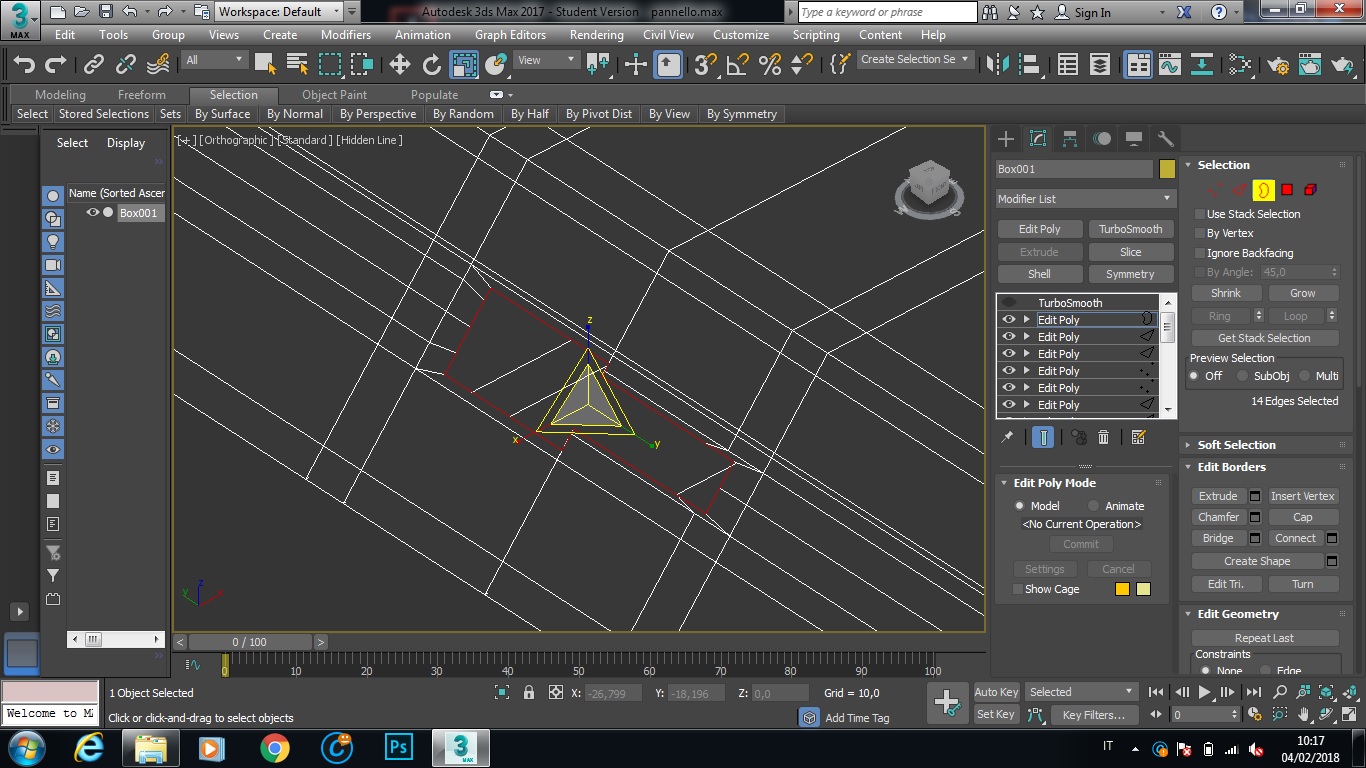 3
MAX
Workspace: Default
Autodesk 3ds Max 2017 - Student Version pannello.max
Type a keyword or phrase
Sign In
Edit Tools Group Views Create Modifiers Animation Graph Editors Rendering Civil View Customize Scripting Content Help
All
View
Create Selection Se
Modeling Freeform Selection Object Paint Populate
Select Stored Selections Sets By Surface By Normal By Perspective By Random By Half By Pivot Dist By View By Symmetry
Select Display
Name (Sorted Ascer
Box001
[+] [Orthographic] [Standard] [Hidden Line]
z
x
y
z
y
Box001
Modifier List
Edit Poly TurboSmooth
Extrude Slice
Shell Symmetry
TurboSmooth
Edit Poly
Edit Poly
Edit Poly
Edit Poly
Edit Poly
Edit Poly
Edit Poly Mode
Model Animate
<No Current Operation>
Commit
Settings Cancel
Show Cage
Selection
Use Stack Selection
By Vertex
Ignore Backfacing
By Angle: 45,0
Shrink Grow
Ring Loop
Get Stack Selection
Preview Selection
Off SubObj Multi
14 Edges Selected
Soft Selection
Edit Borders
Extrude Insert Vertex
Chamfer Cap
Bridge Connect
Create Shape
Edit Tri. Turn
Edit Geometry
Repeat Last
Constraints
None Edge
< 0 / 100 >
0 10 20 30 40 50 60 70 80 90 100
1 Object Selected
X: -26,799 Y: -18,196 Z: 0,0 Grid = 10,0
Auto Key Selected
Welcome to M
Click or click-and-drag to select objects
Add Time Tag
Set Key Key Filters...
0
Ps
3
MAX
IT
10:17
04/02/2018